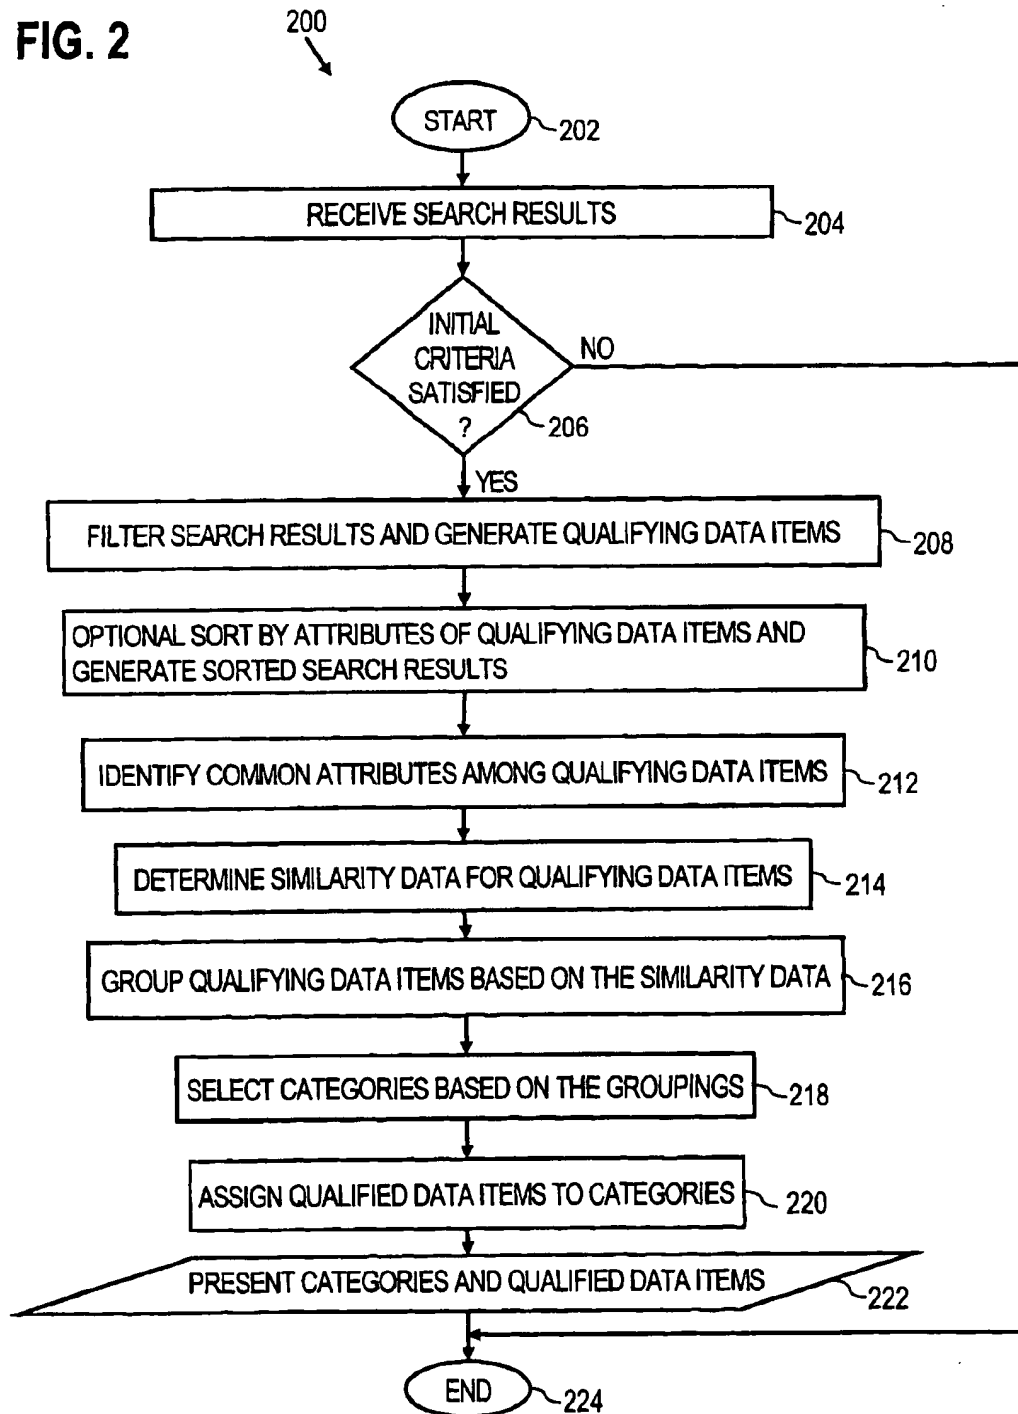 FIG. 2
200
START
202
RECEIVE SEARCH RESULTS
204
INITIAL
CRITERIA
SATISFIED
?
206
NO
YES
FILTER SEARCH RESULTS AND GENERATE QUALIFYING DATA ITEMS
208
OPTIONAL SORT BY ATTRIBUTES OF QUALIFYING DATA ITEMS AND
GENERATE SORTED SEARCH RESULTS
210
IDENTIFY COMMON ATTRIBUTES AMONG QUALIFYING DATA ITEMS
212
DETERMINE SIMILARITY DATA FOR QUALIFYING DATA ITEMS
214
GROUP QUALIFYING DATA ITEMS BASED ON THE SIMILARITY DATA
216
SELECT CATEGORIES BASED ON THE GROUPINGS
218
ASSIGN QUALIFIED DATA ITEMS TO CATEGORIES
220
PRESENT CATEGORIES AND QUALIFIED DATA ITEMS
222
END
224